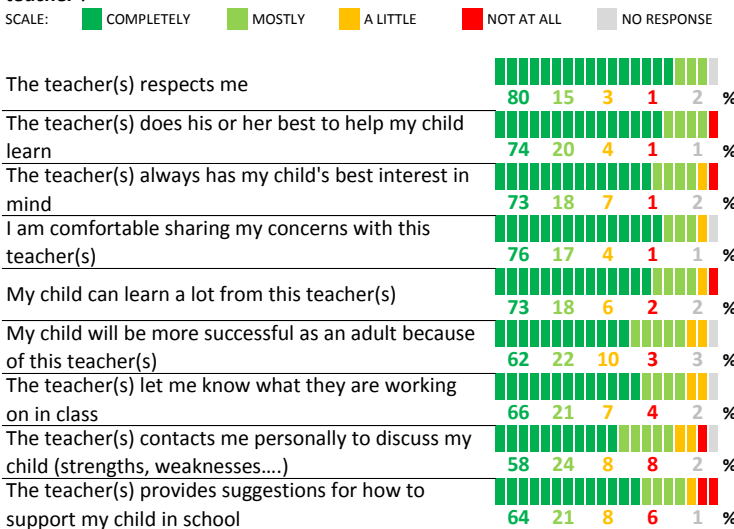 SCALE: COMPLETELY MOSTLY A LITTLE NOT AT ALL NO RESPONSE
The teacher(s) respects me
80 15 3 1 2 %
The teacher(s) does his or her best to help my child
learn
74 20 4 1 1 %
The teacher(s) always has my child's best interest in
mind
73 18 7 1 2 %
I am comfortable sharing my concerns with this
teacher(s)
76 17 4 1 1 %
My child can learn a lot from this teacher(s)
73 18 6 2 2 %
My child will be more successful as an adult because
of this teacher(s)
62 22 10 3 3 %
The teacher(s) let me know what they are working
on in class
66 21 7 4 2 %
The teacher(s) contacts me personally to discuss my
child (strengths, weaknesses....)
58 24 8 8 2 %
The teacher(s) provides suggestions for how to
support my child in school
64 21 8 6 1 %